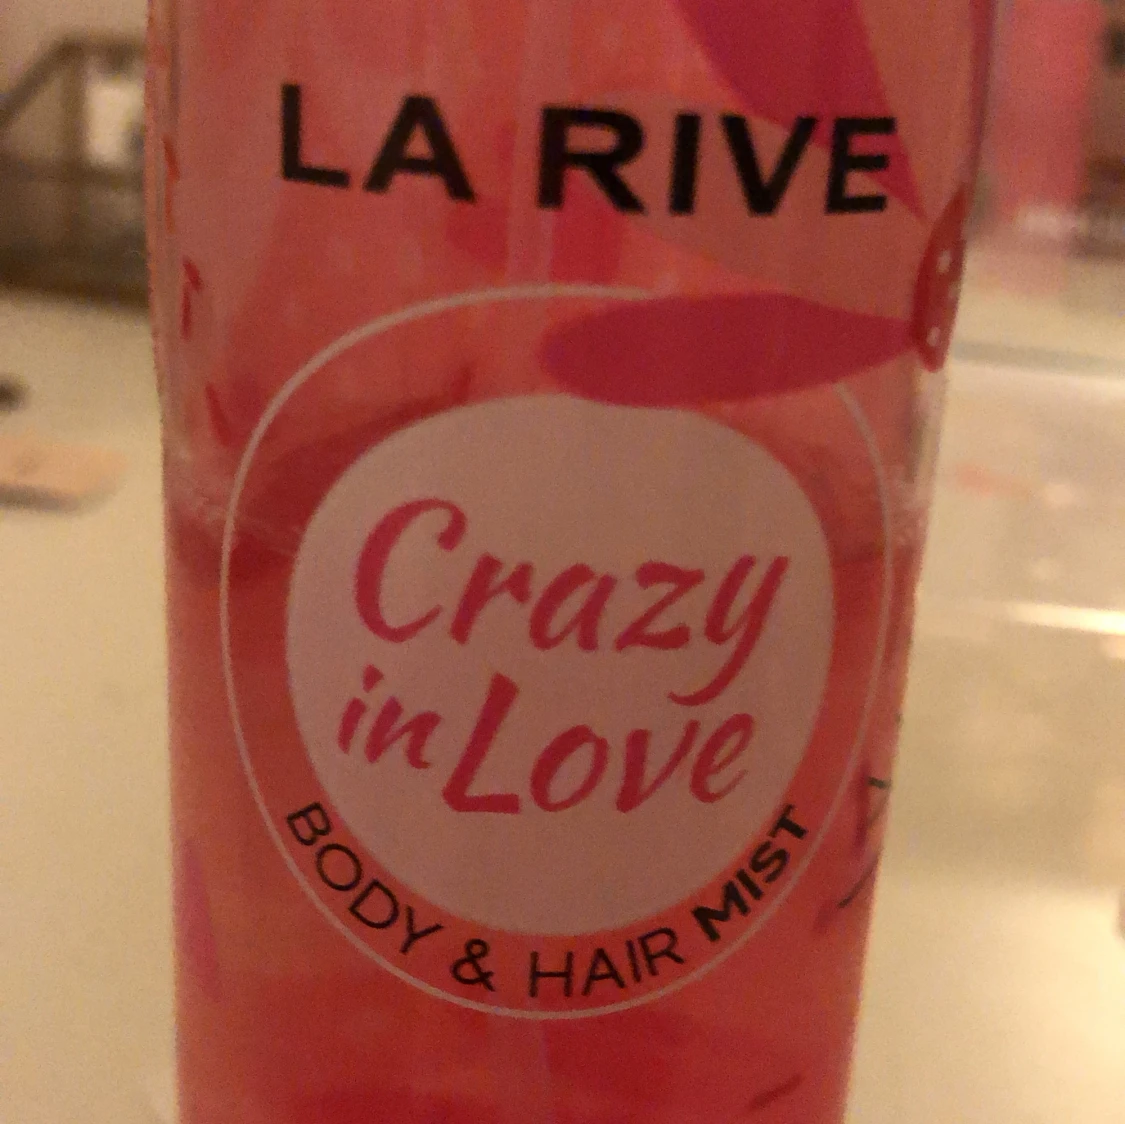 LA RIVE
Crazy
in Love
BODY & HAIR MIST